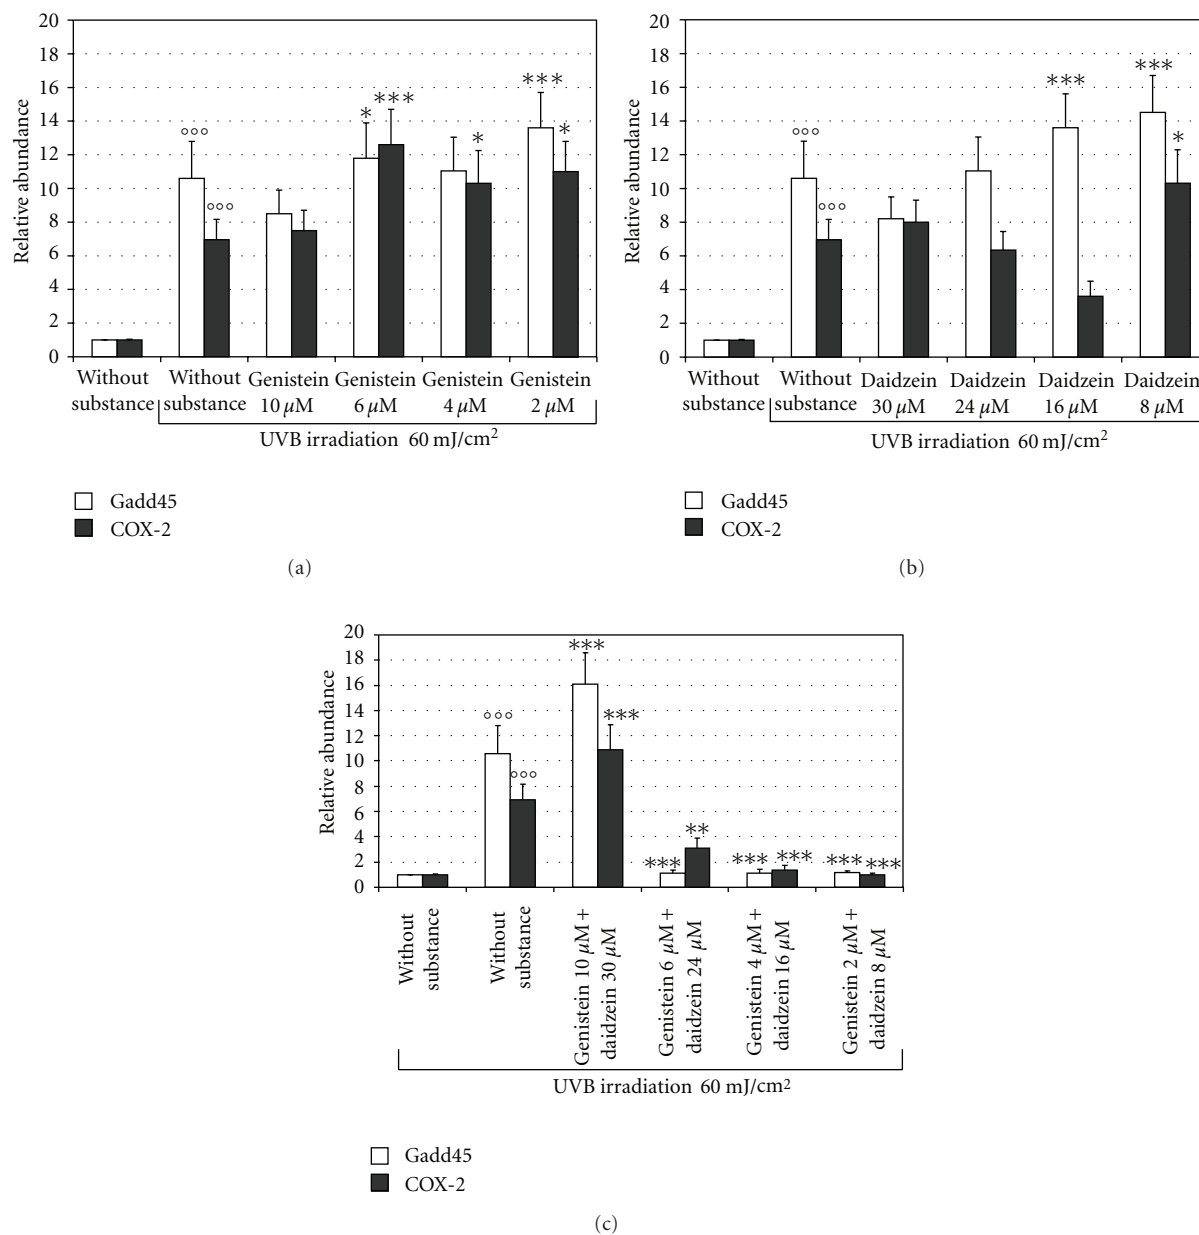 20
18
16
14
12
10
8
6
4
2
0
Relative abundance
°°°
°°°
*
***
*
***
*
Without substance
Without substance
Genistein 10 µM
Genistein 6 µM
Genistein 4 µM
Genistein 2 µM
UVB irradiation 60 mJ/cm²
Gadd45
COX-2
(a)
20
18
16
14
12
10
8
6
4
2
0
Relative abundance
°°°
°°°
***
***
*
Without substance
Without substance
Daidzein 30 µM
Daidzein 24 µM
Daidzein 16 µM
Daidzein 8 µM
UVB irradiation 60 mJ/cm²
Gadd45
COX-2
(b)
20
18
16
14
12
10
8
6
4
2
0
Relative abundance
°°°
°°°
***
***
***
**
***
***
***
***
Without
substance
Without
substance
Genistein 10 µM +
daidzein 30 µM
Genistein 6 µM +
daidzein 24 µM
Genistein 4 µM +
daidzein 16 µM
Genistein 2 µM +
daidzein 8 µM
UVB irradiation 60 mJ/cm²
Gadd45
COX-2
(c)